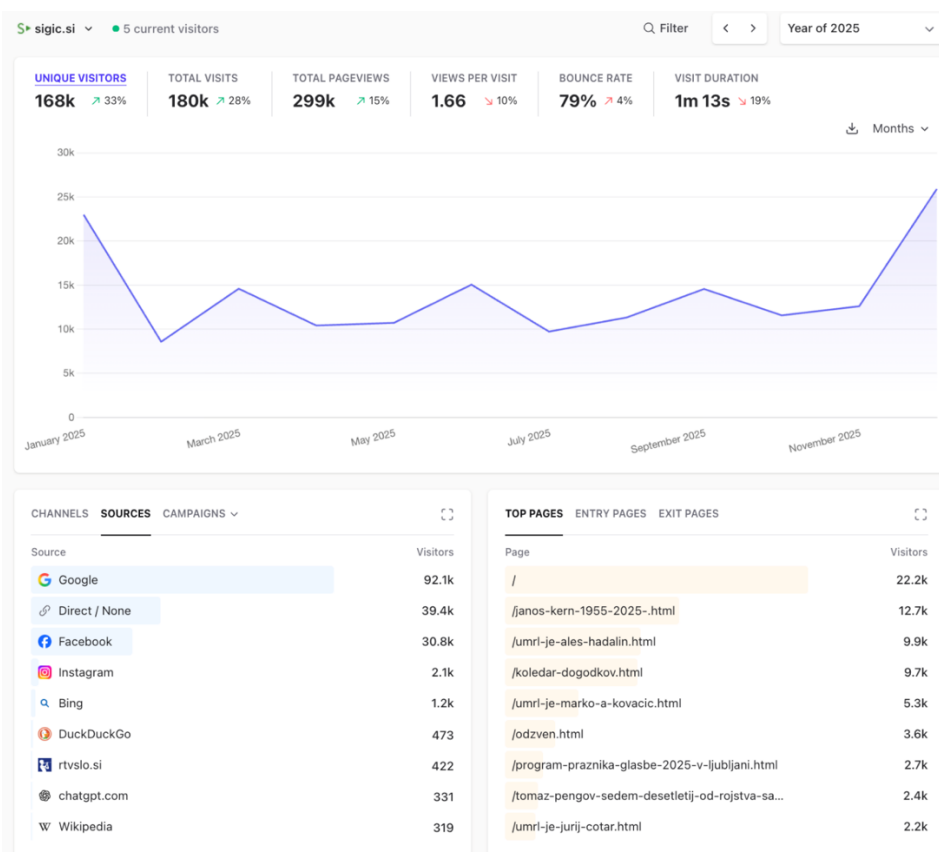 sigic.si 5 current visitors Filter Year of 2025
UNIQUE VISITORS TOTAL VISITS TOTAL PAGEVIEWS VIEWS PER VISIT BOUNCE RATE VISIT DURATION
168k 33% 180k 28% 299k 15% 1.66 10% 79% 4% 1m 13s 19%
Months
30k
25k
20k
15k
10k
5k
0
January 2025 March 2025 May 2025 July 2025 September 2025 November 2025
CHANNELS SOURCES CAMPAIGNS
Source Visitors
Google 92.1k
Direct / None 39.4k
Facebook 30.8k
Instagram 2.1k
Bing 1.2k
DuckDuckGo 473
rtvslo.si 422
chatgpt.com 331
Wikipedia 319
TOP PAGES ENTRY PAGES EXIT PAGES
Page Visitors
/ 22.2k
/janos-kern-1955-2025-.html 12.7k
/umrl-je-ales-hadalin.html 9.9k
/koledar-dogodkov.html 9.7k
/umrl-je-marko-a-kovacic.html 5.3k
/odzven.html 3.6k
/program-praznika-glasbe-2025-v-ljubljani.html 2.7k
/tomaz-pengov-sedem-desetletij-od-rojstva-sa... 2.4k
/umrl-je-jurij-cotar.html 2.2k